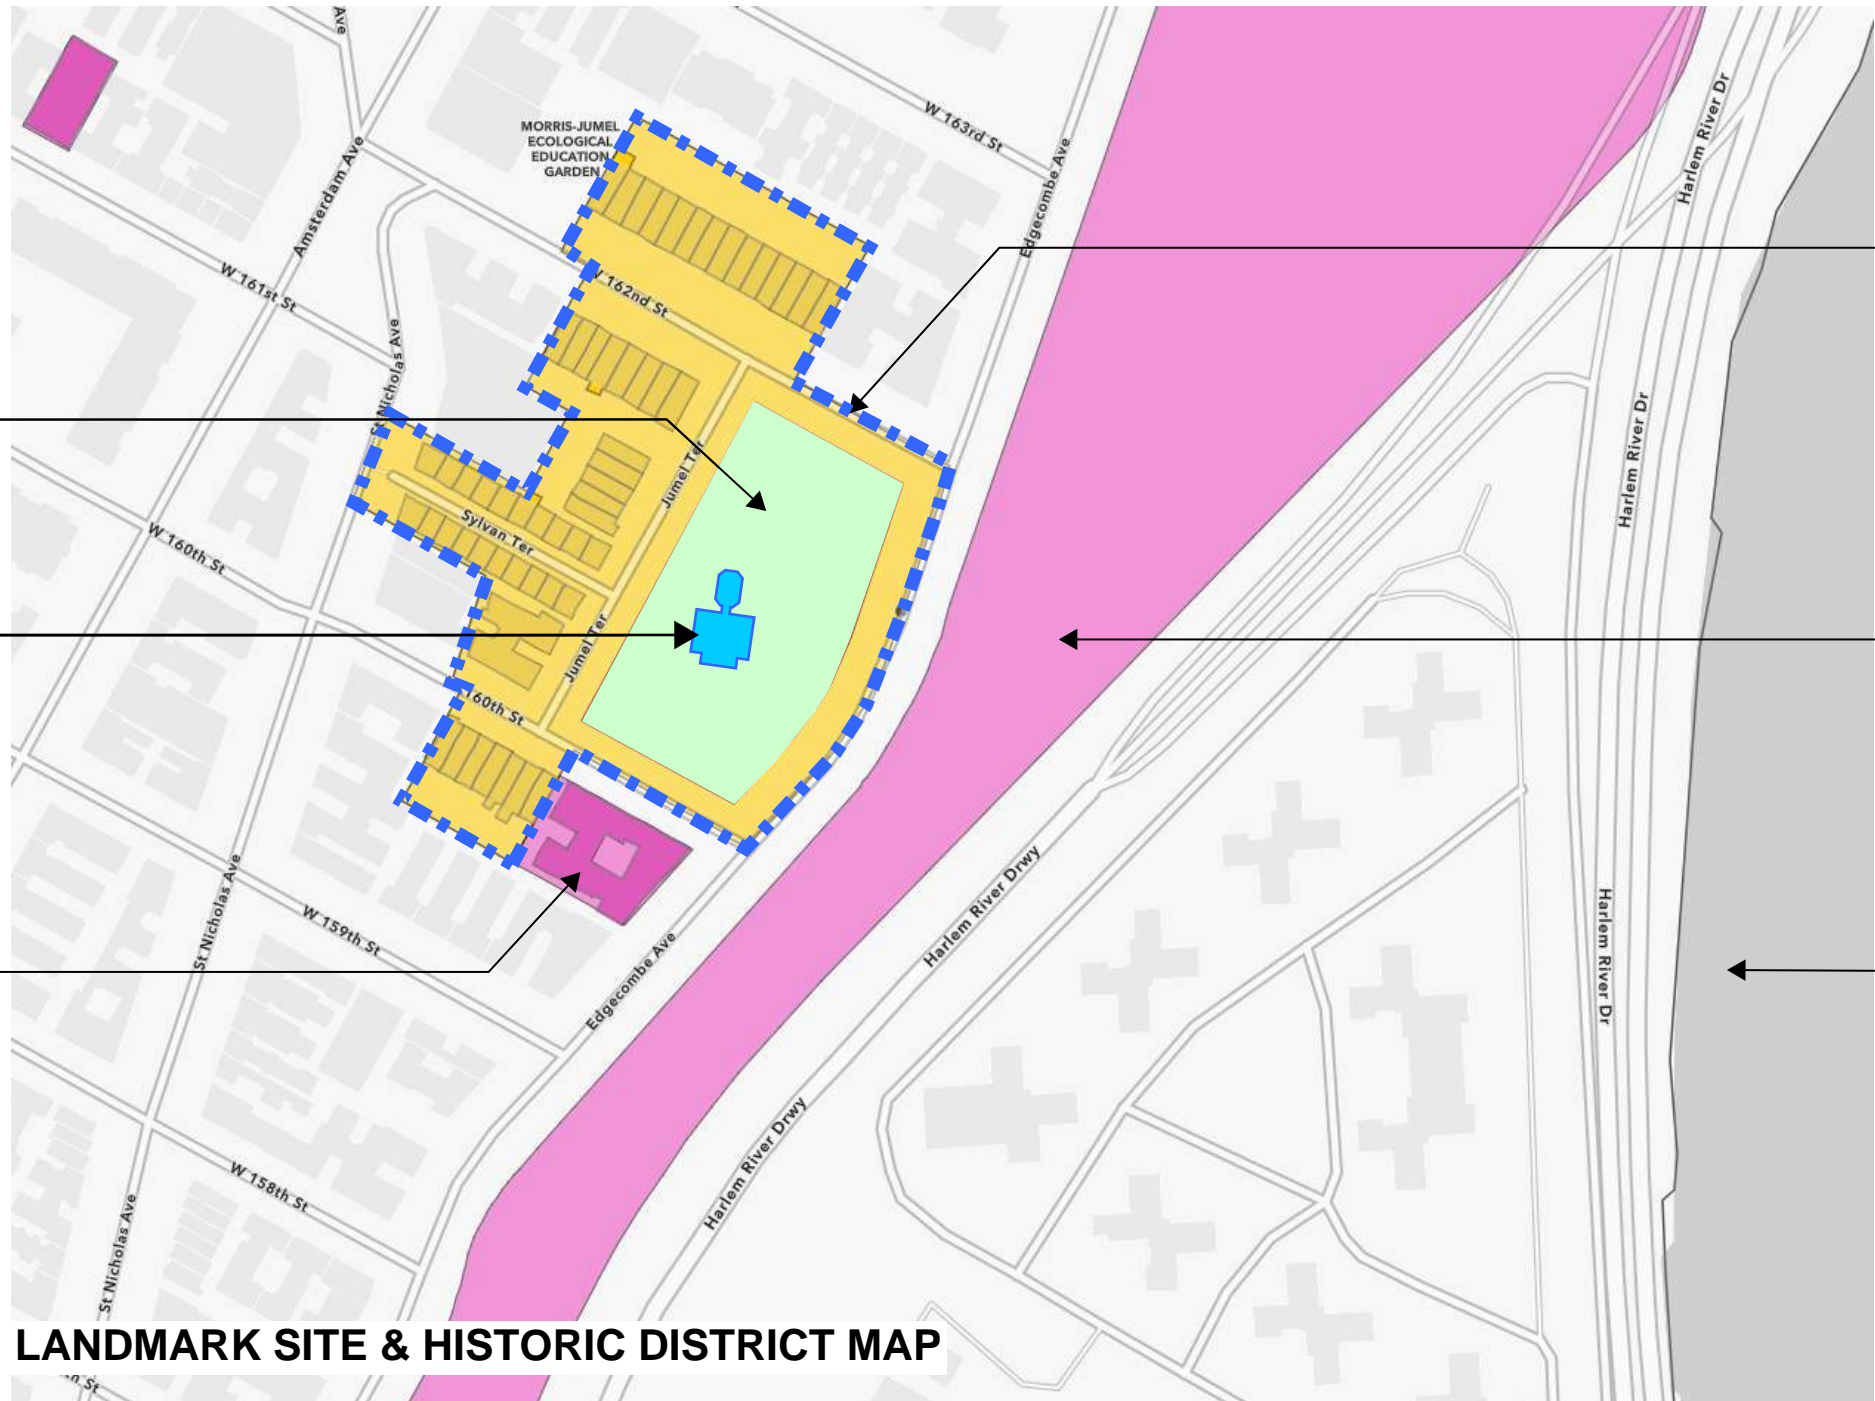 Ave
W 163rd St
MORRIS-JUMEL
ECOLOGICAL
EDUCATION
GARDEN
Amsterdam Ave
Edgecombe Ave
Harlem River Dr
W 161st St
162nd St
St Nicholas Ave
Jumel Ter
Harlem River Dr
Sylvan Ter
W 160th St
Jumel Ter
160th St
Harlem River Drwy
St Nicholas Ave
W 159th St
Edgecombe Ave
Harlem River Dr
Harlem River Drwy
W 158th St
St Nicholas Ave
LANDMARK SITE & HISTORIC DISTRICT MAP
St